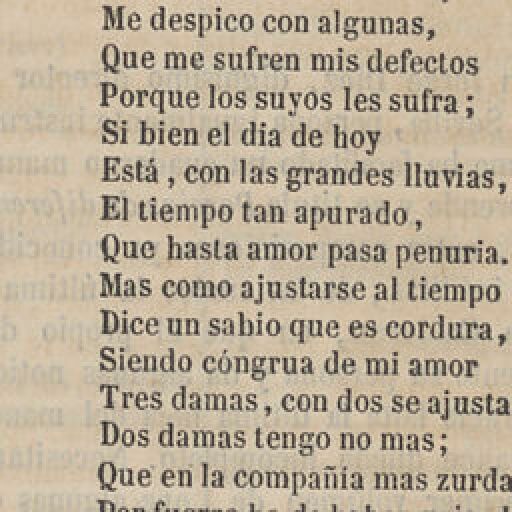 Me despico con algunas,
Que me sufren mis defectos
Porque los suyos les sufra;
Si bien el dia de hoy
Está, con las grandes lluvias,
El tiempo tan apurado,
Que hasta amor pasa penuria.
Mas como ajustarse al tiempo
Dice un sabio que es cordura,
Siendo cóngrua de mi amor
Tres damas, con dos se ajusta
Dos damas tengo no mas;
Que en la compañia mas zurda